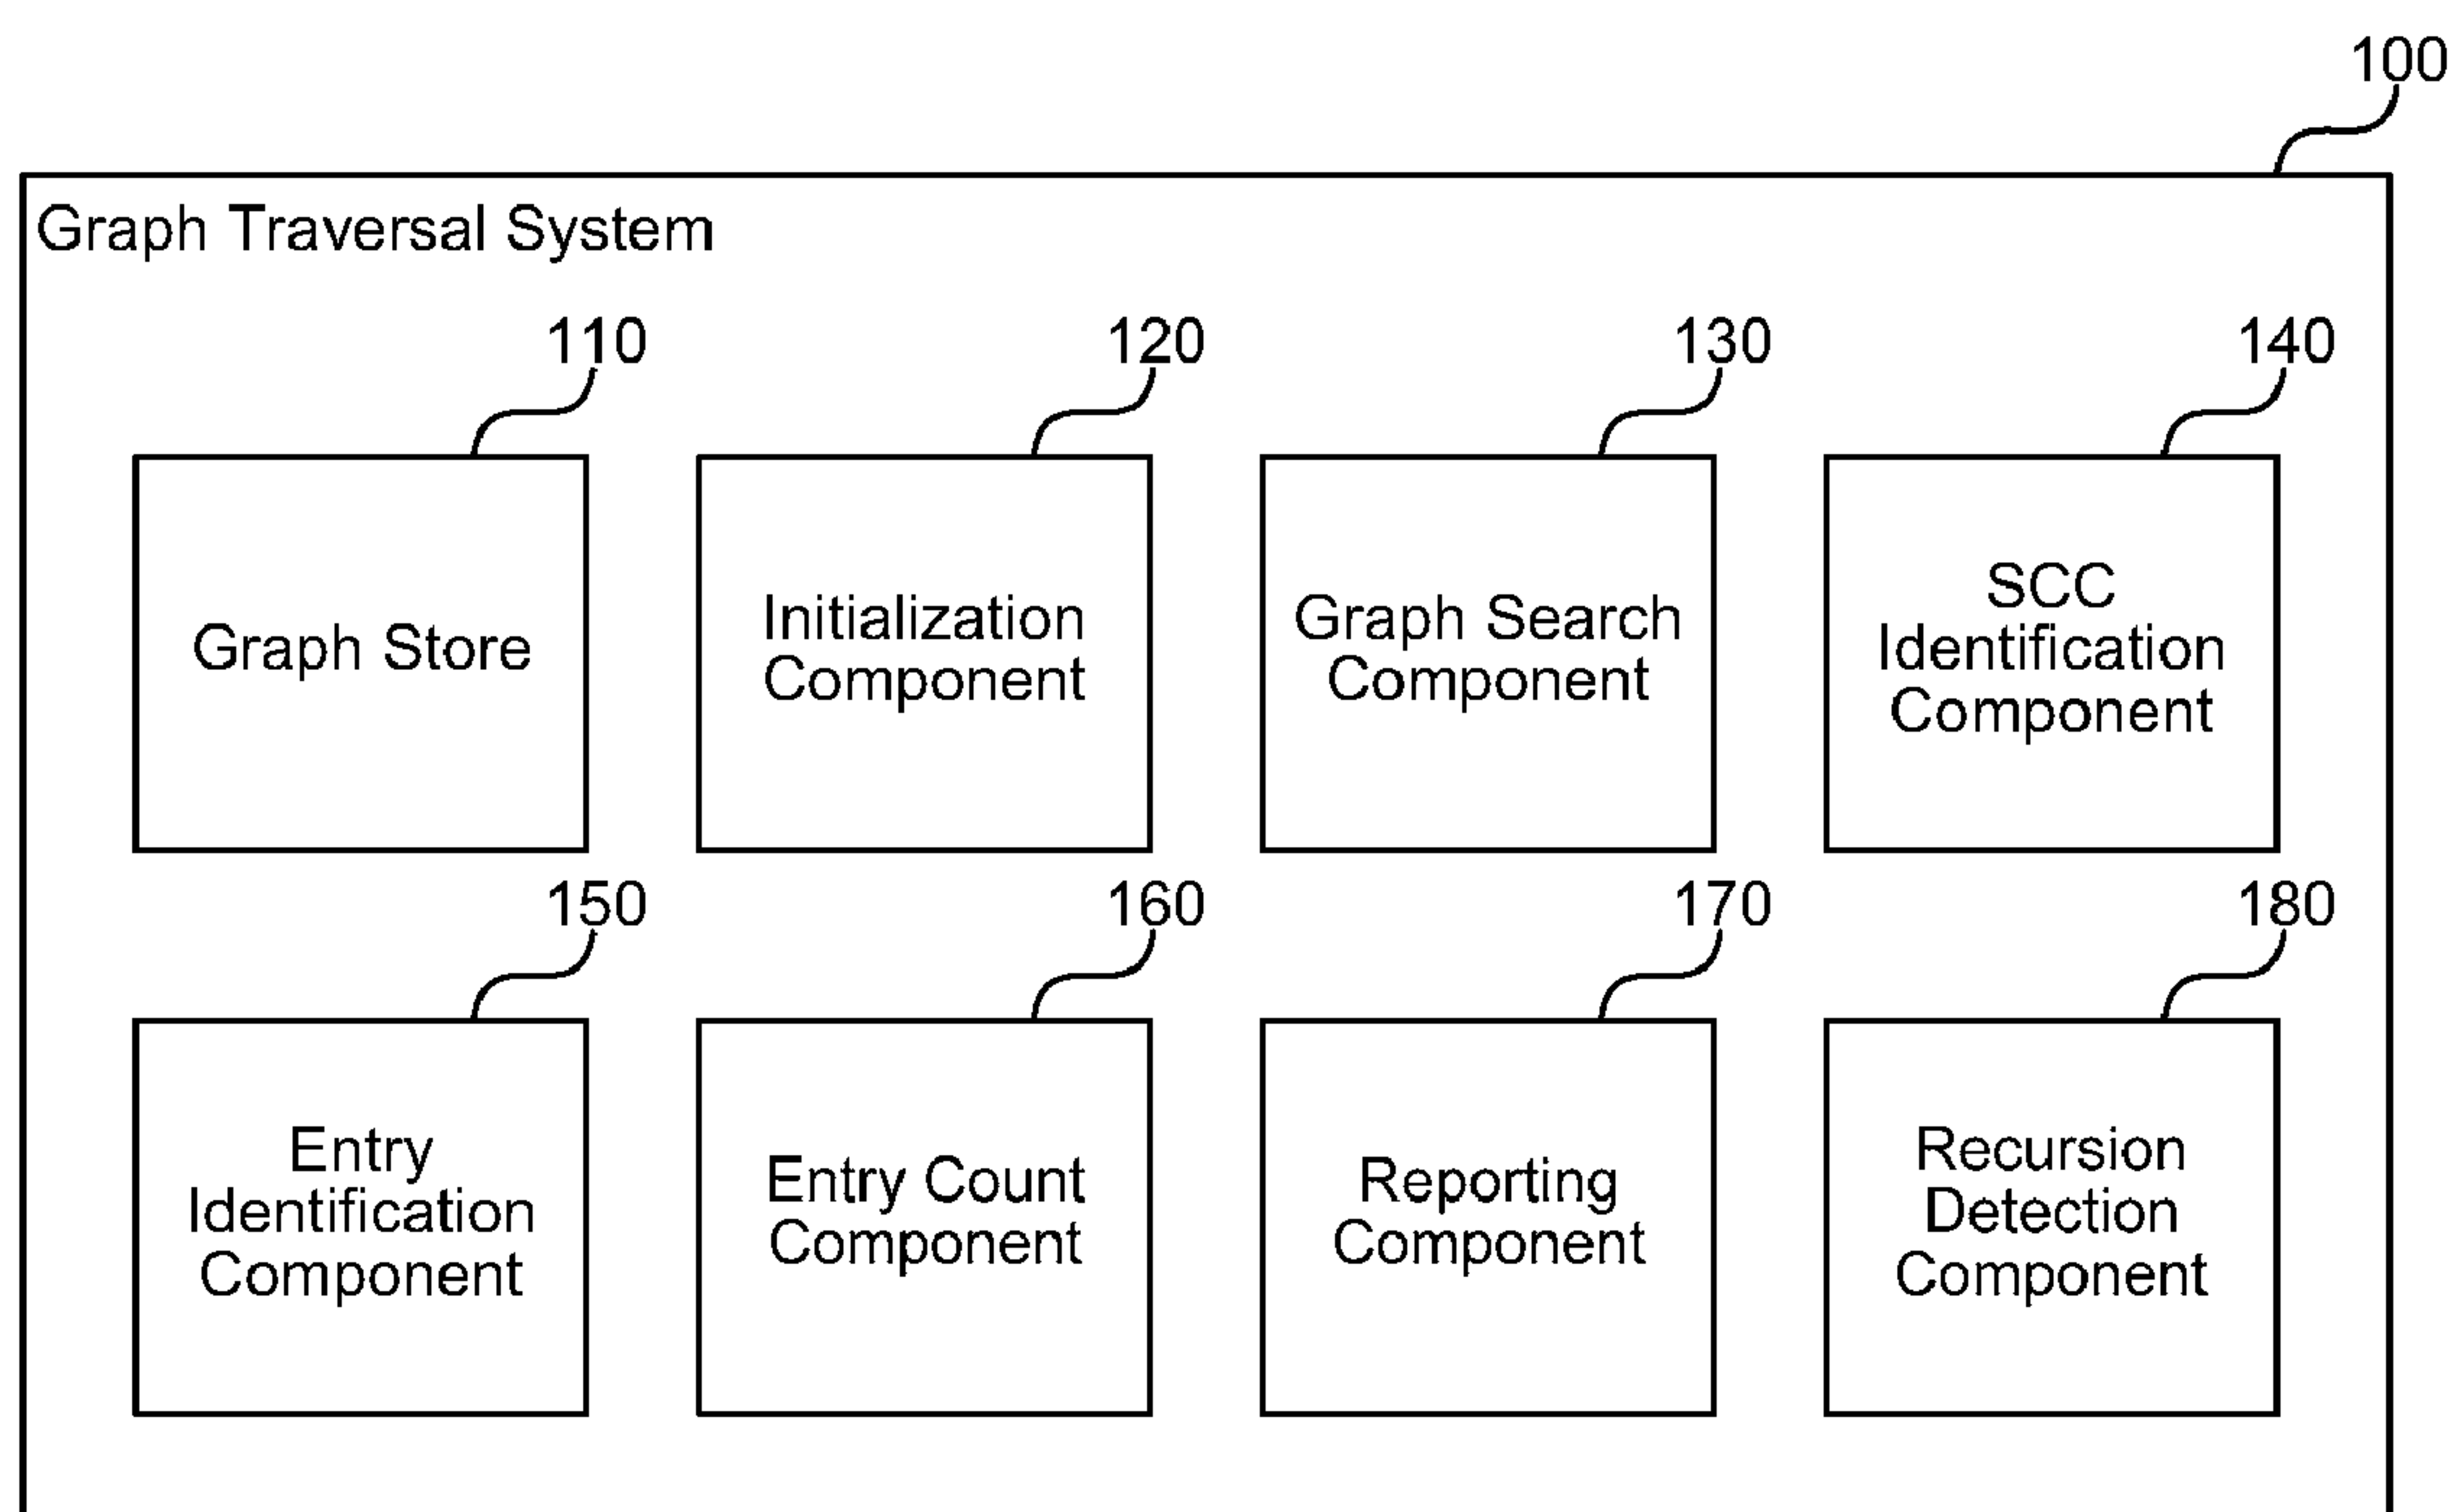 100
Graph Traversal System
110
120
130
140
Graph Store
Initialization
Component
Graph Search
Component
SCC
Identification
Component
150
160
170
180
Entry
Identification
Component
Entry Count
Component
Reporting
Component
Recursion
Detection
Component